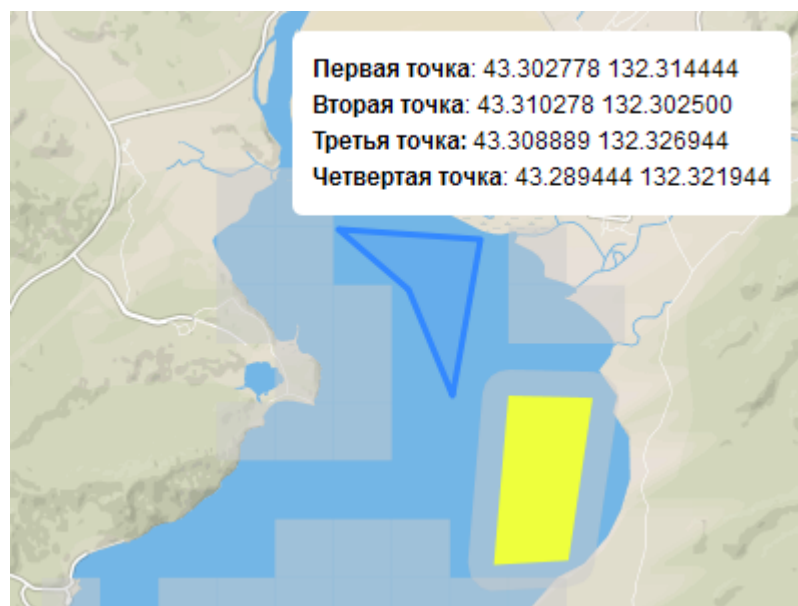 Первая точка: 43.302778 132.314444
Вторая точка: 43.310278 132.302500
Третья точка: 43.308889 132.326944
Четвертая точка: 43.289444 132.321944